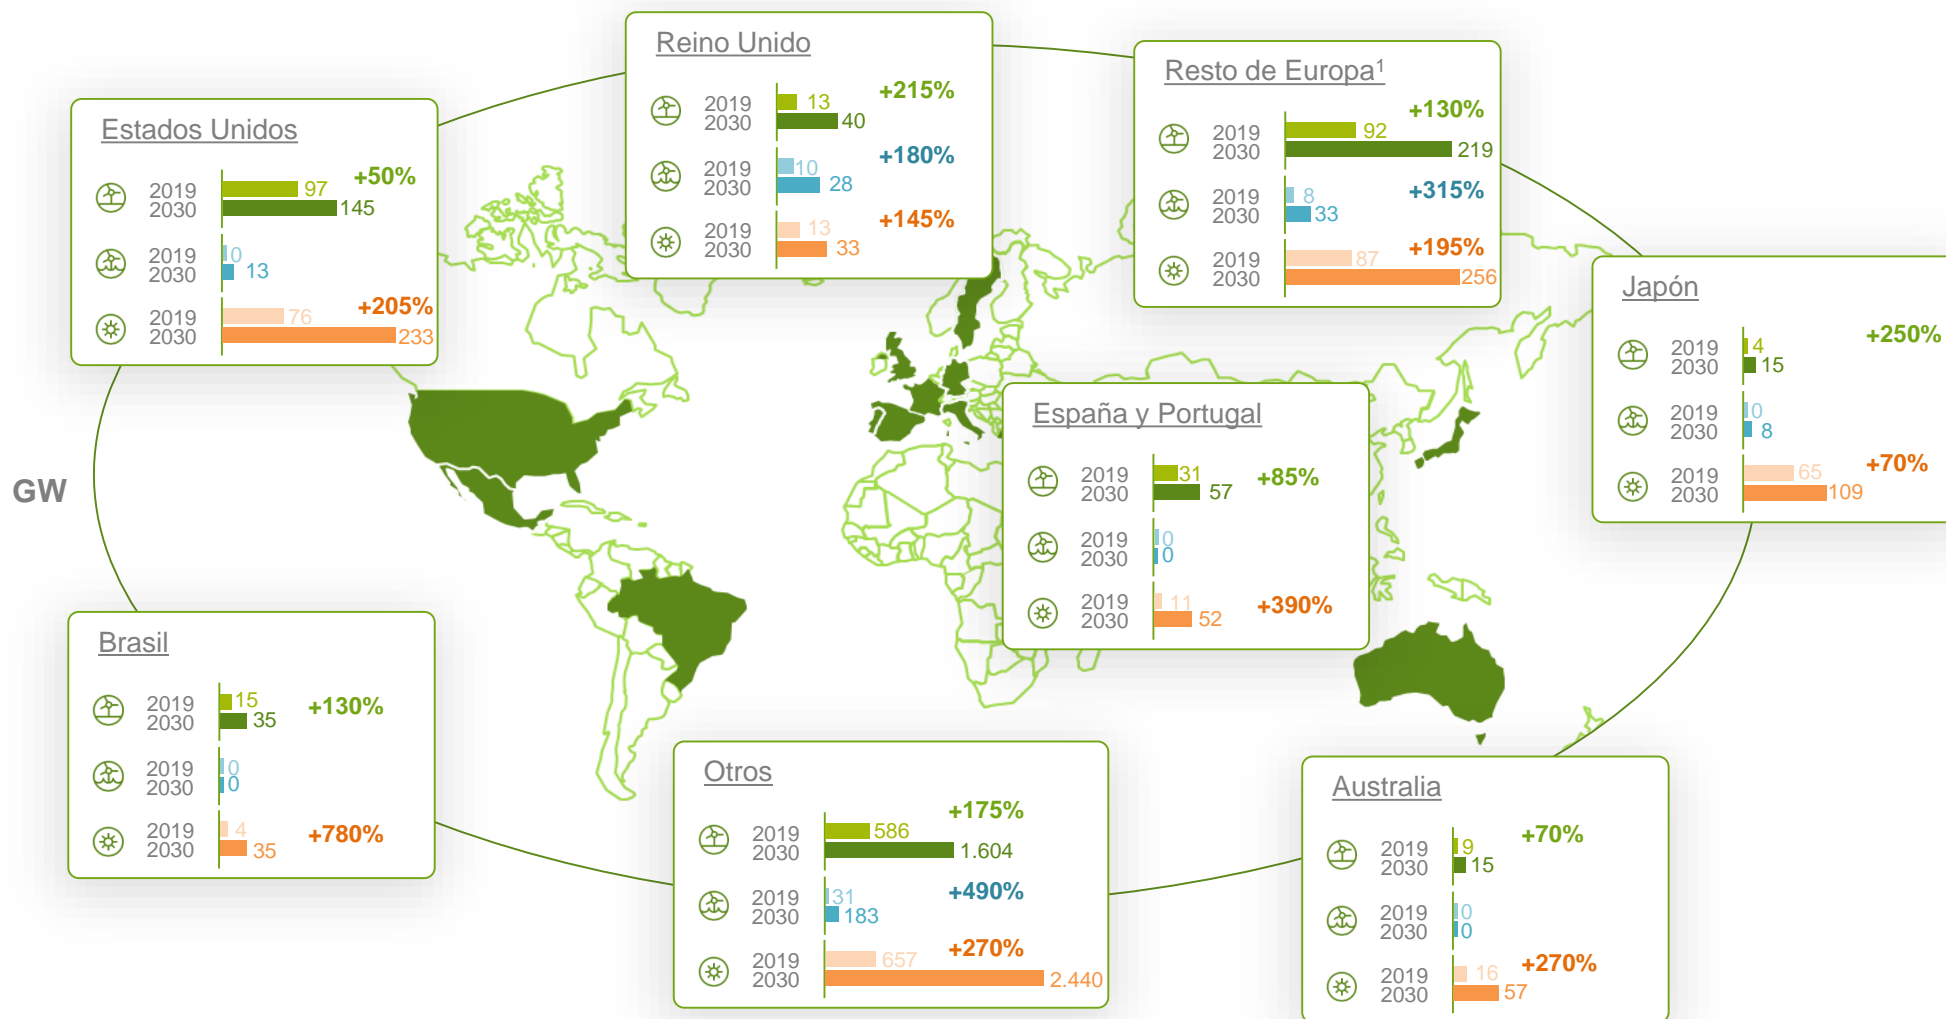 Reino Unido
2019 13 +215%
2030 40
2019 10 +180%
2030 28
2019 13 +145%
2030 33
Resto de Europa¹
2019 92 +130%
2030 219
2019 8 +315%
2030 33
2019 87 +195%
2030 256
Estados Unidos
2019 97 +50%
2030 145
2019 0
2030 13
2019 76 +205%
2030 233
Japón
2019 4 +250%
2030 15
2019 0
2030 8
2019 65 +70%
2030 109
España y Portugal
2019 31 +85%
2030 57
2019 0
2030 0
2019 11 +390%
2030 52
GW
Brasil
2019 15 +130%
2030 35
2019 0
2030 0
2019 4 +780%
2030 35
Otros
2019 586 +175%
2030 1.604
2019 31 +490%
2030 183
2019 657 +270%
2030 2.440
Australia
2019 9 +70%
2030 15
2019 0
2030 0
2019 16 +270%
2030 57